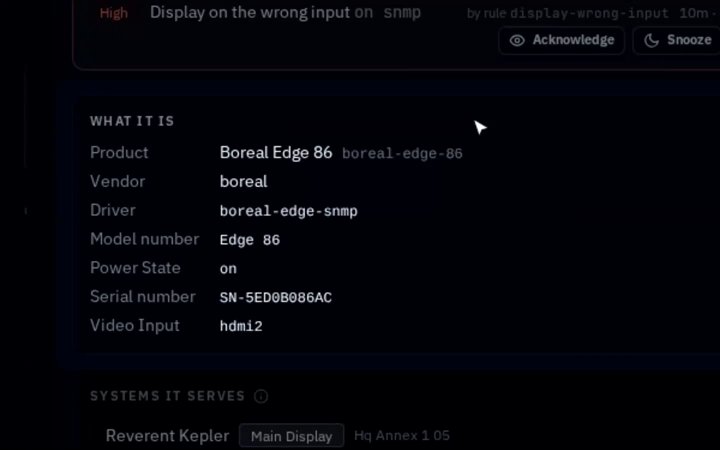 High Display on the wrong input on snmp by rule display-wrong-input 10m
Acknowledge Snooze
WHAT IT IS
Product Boreal Edge 86 boreal-edge-86
Vendor boreal
Driver boreal-edge-snmp
Model number Edge 86
Power State on
Serial number SN-5ED0B086AC
Video Input hdmi2
SYSTEMS IT SERVES
Reverent Kepler Main Display Hq Annex 1 05